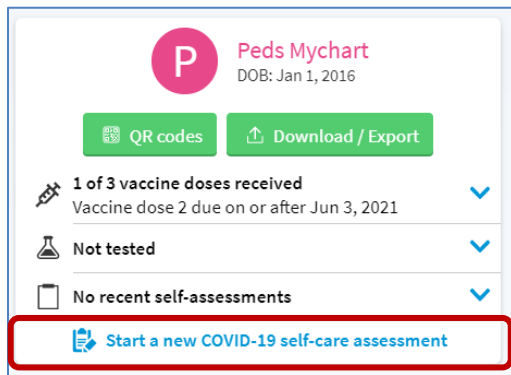 P
Peds Mychart
DOB: Jan 1, 2016
QR codes
Download / Export
1 of 3 vaccine doses received
Vaccine dose 2 due on or after Jun 3, 2021
Not tested
No recent self-assessments
Start a new COVID-19 self-care assessment